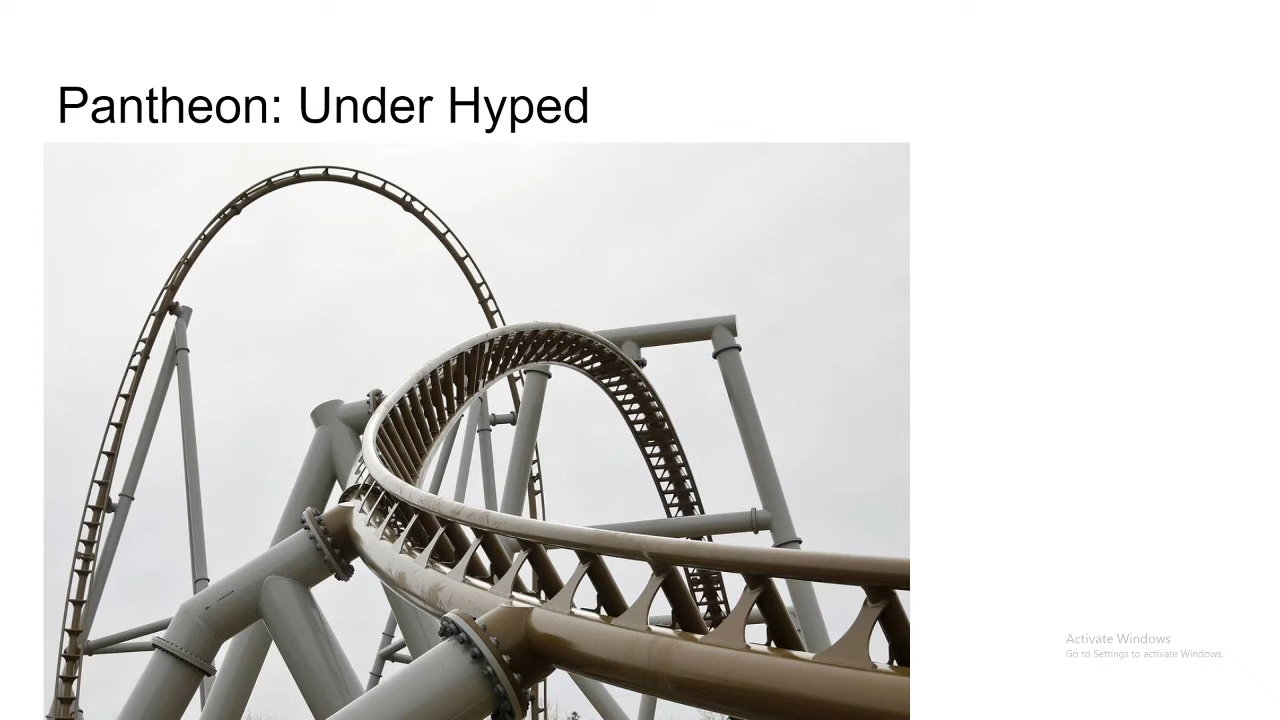 Pantheon: Under Hyped
Activate Windows
Go to Settings to activate Windows.